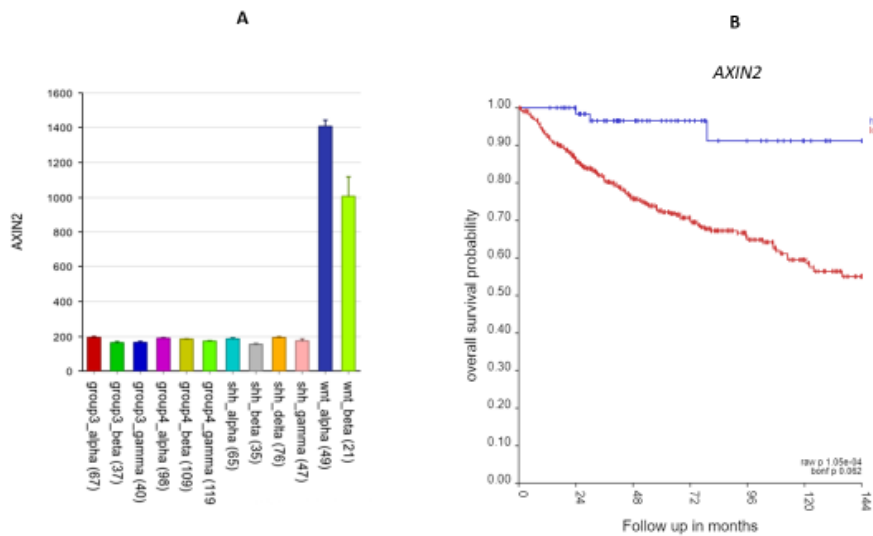 A
B
AXIN2
1600
1400
1200
1000
800
600
400
200
0
AXIN2
group3_alpha (67)
group3_beta (37)
group3_gamma (40)
group4_alpha (98)
group4_beta (109)
group4_gamma (119
shh_alpha (65)
shh_beta (35)
shh_delta (76)
shh_gamma (47)
wnt_alpha (49)
wnt_beta (21)
1.00
0.90
0.80
0.70
0.60
0.50
0.40
0.30
0.20
0.10
0.00
overall survival probability
raw p 1.05e-04
bonf p 0.062
0
24
48
72
96
120
144
Follow up in months